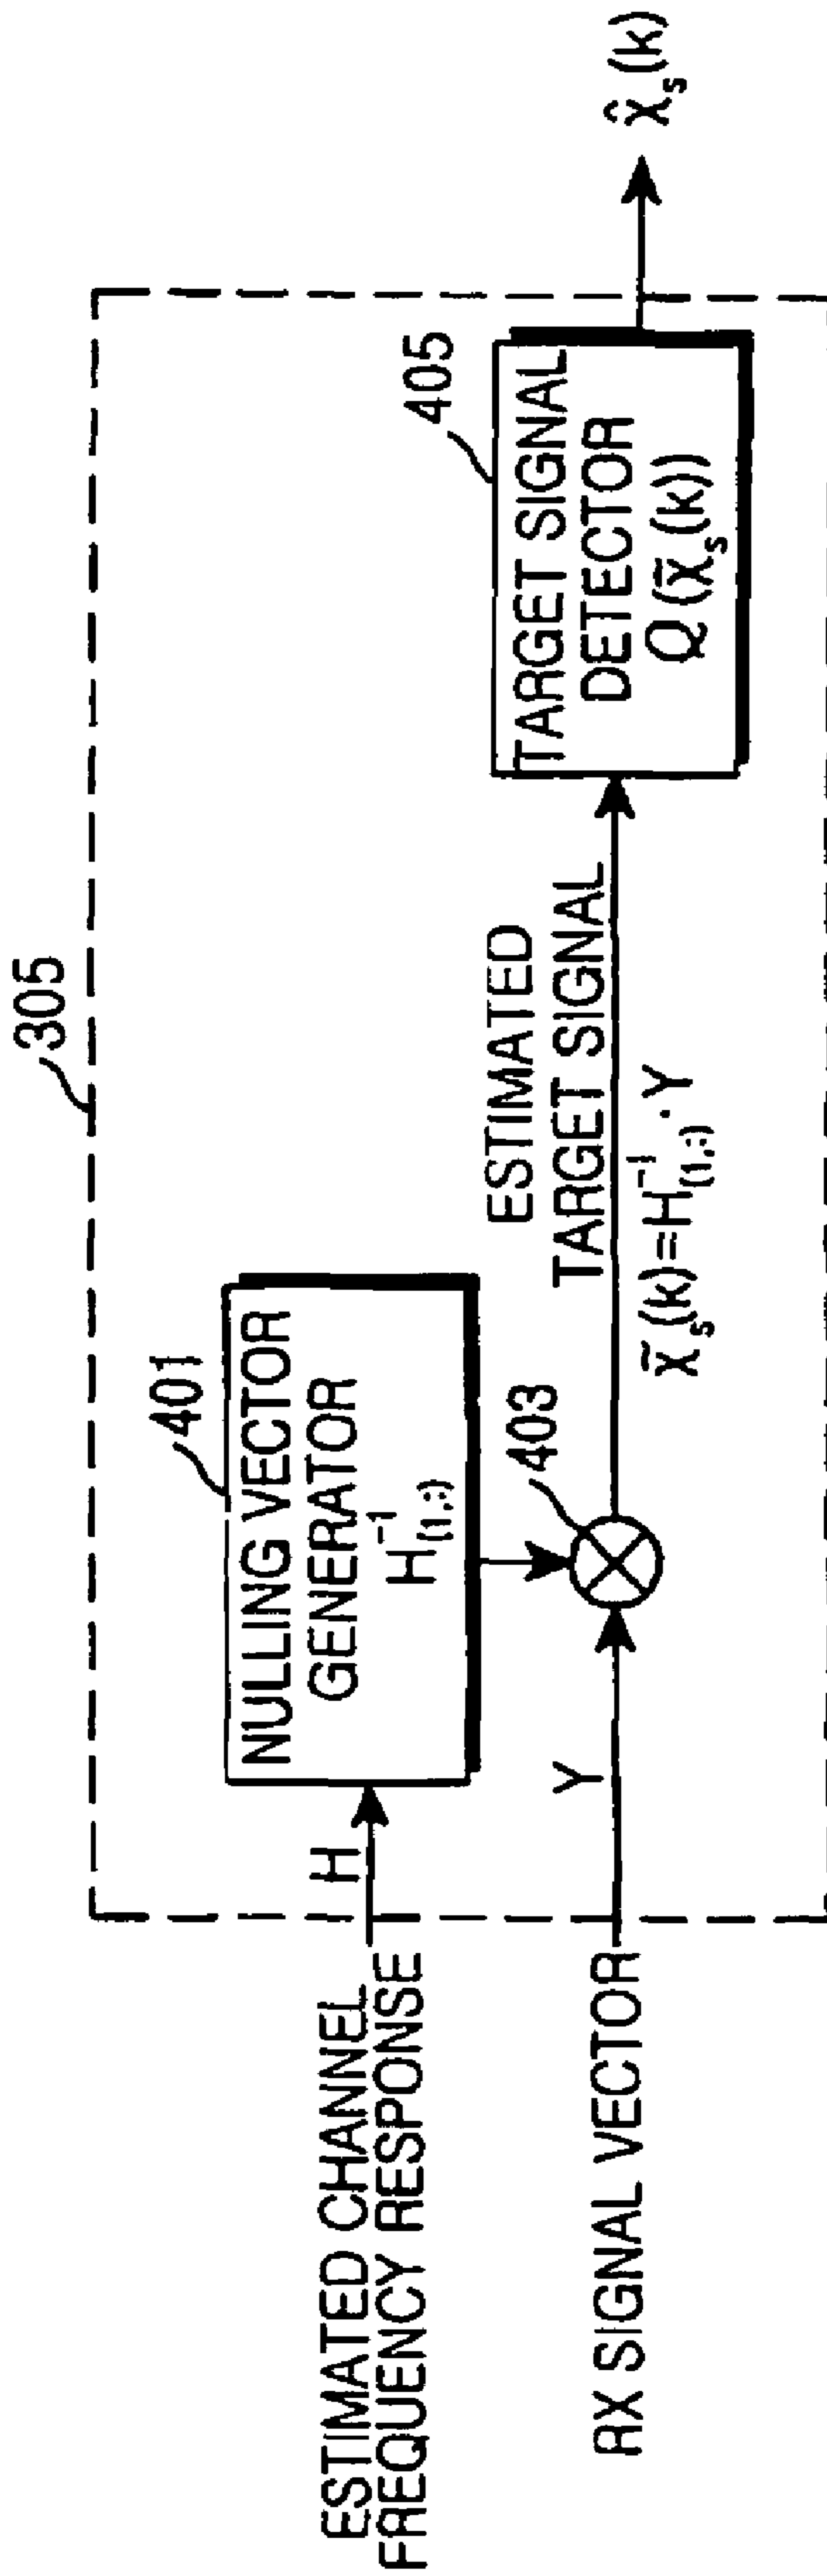 305
401
NULLING VECTOR
GENERATOR
H⁻¹₍₁,:₎
ESTIMATED CHANNEL
FREQUENCY RESPONSE
H
403
RX SIGNAL VECTOR
Y
ESTIMATED
TARGET SIGNAL
x̃ₛ(k)=H⁻¹₍₁,:₎·Y
405
TARGET SIGNAL
DETECTOR
Q(x̃ₛ(k))
x̂ₛ(k)